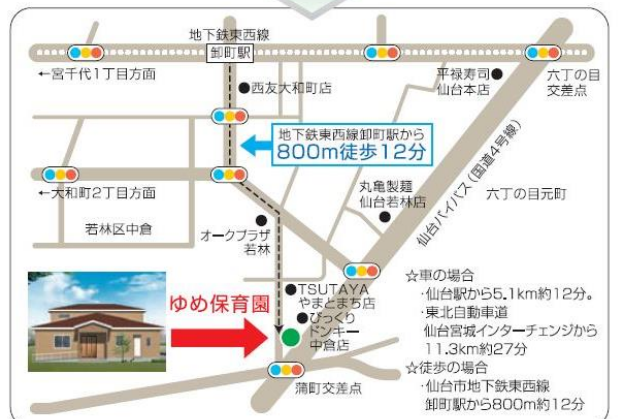 地下鉄東西線
卸町駅
←宮千代1丁目方面
●西友大和町店
平禄寿司●
仙台本店
六丁の目
交差点
地下鉄東西線卸町駅から
800m徒歩12分
仙台バイパス(国道4号線)
←大和町2丁目方面
丸亀製麺
仙台若林店
六丁の目元町
若林区中倉
オークプラザ
若林
ゆめ保育園
●TSUTAYA
やまとまち店
●びっくり
ドンキー
中倉店
蒲町交差点
☆車の場合
・仙台駅から5.1km約12分。
・東北自動車道
仙台宮城インターチェンジから
11.3km約27分
☆徒歩の場合
・仙台市地下鉄東西線
卸町駅から800m約12分